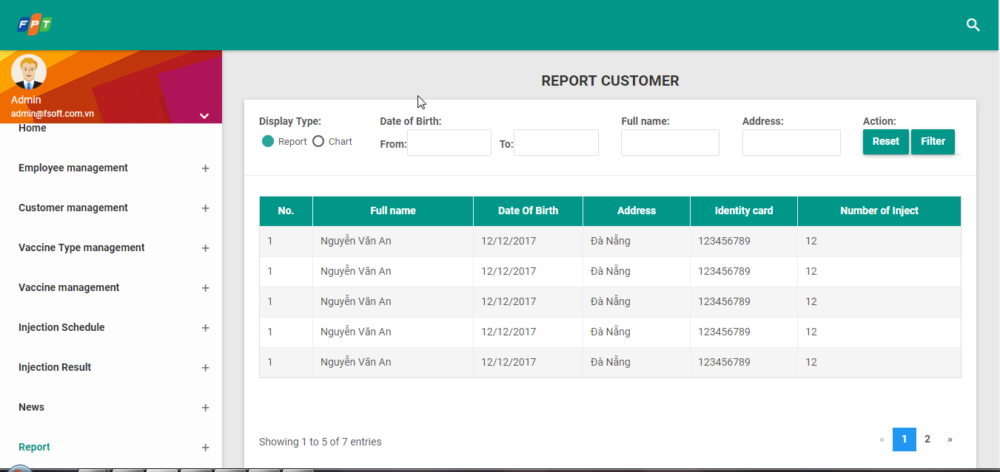 FPT
Admin
admin@fsoft.com.vn
Home
Employee management +
Customer management +
Vaccine Type management +
Vaccine management +
Injection Schedule +
Injection Result +
News +
Report +
REPORT CUSTOMER
Display Type: Date of Birth: Full name: Address: Action:
Report Chart From: To: Reset Filter
No. Full name Date Of Birth Address Identity card Number of Inject
1 Nguyễn Văn An 12/12/2017 Đà Nẵng 123456789 12
1 Nguyễn Văn An 12/12/2017 Đà Nẵng 123456789 12
1 Nguyễn Văn An 12/12/2017 Đà Nẵng 123456789 12
1 Nguyễn Văn An 12/12/2017 Đà Nẵng 123456789 12
1 Nguyễn Văn An 12/12/2017 Đà Nẵng 123456789 12
Showing 1 to 5 of 7 entries « 1 2 »